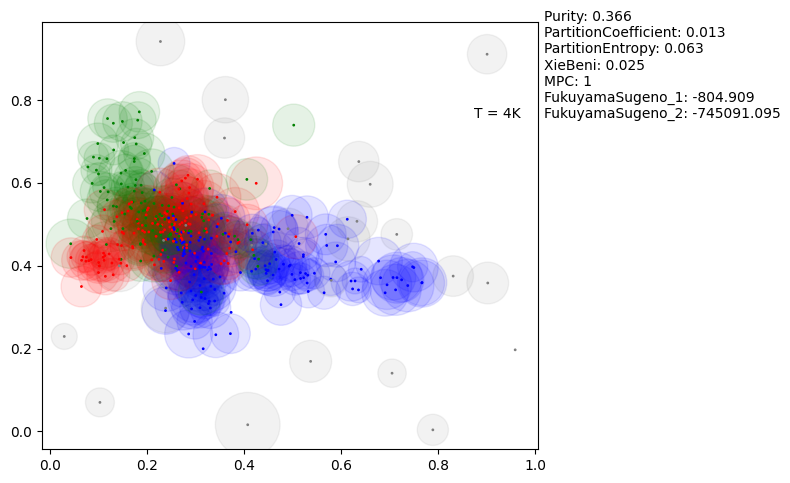 Purity: 0.366
PartitionCoefficient: 0.013
PartitionEntropy: 0.063
XieBeni: 0.025
MPC: 1
FukuyamaSugeno_1: -804.909
FukuyamaSugeno_2: -745091.095
T = 4K
0.8
0.6
0.4
0.2
0.0
0.0 0.2 0.4 0.6 0.8 1.0